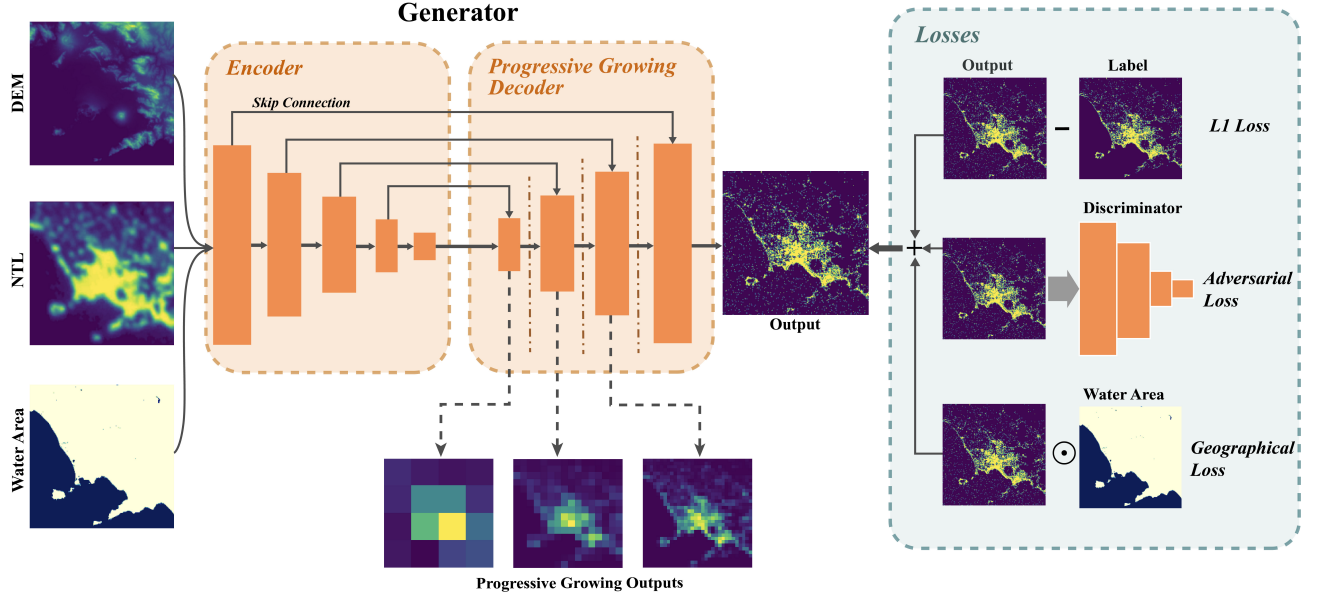 Generator
DEM
NTL
Water Area
Encoder
Skip Connection
Progressive Growing
Decoder
Output
Progressive Growing Outputs
Losses
Output
Label
L1 Loss
Discriminator
Adversarial
Loss
Water Area
Geographical
Loss